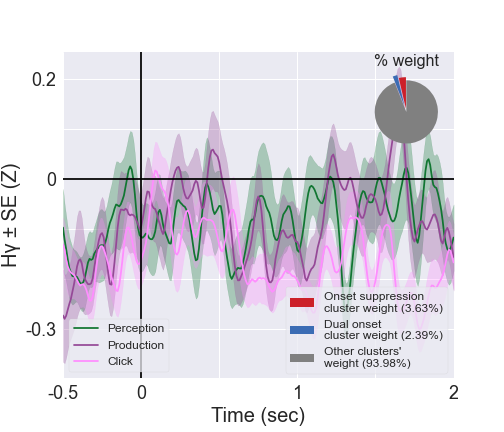 % weight
0.2
0
-0.3
Hγ ± SE (Z)
Perception
Production
Click
Onset suppression
cluster weight (3.63%)
Dual onset
cluster weight (2.39%)
Other clusters'
weight (93.98%)
-0.5
0
1
2
Time (sec)